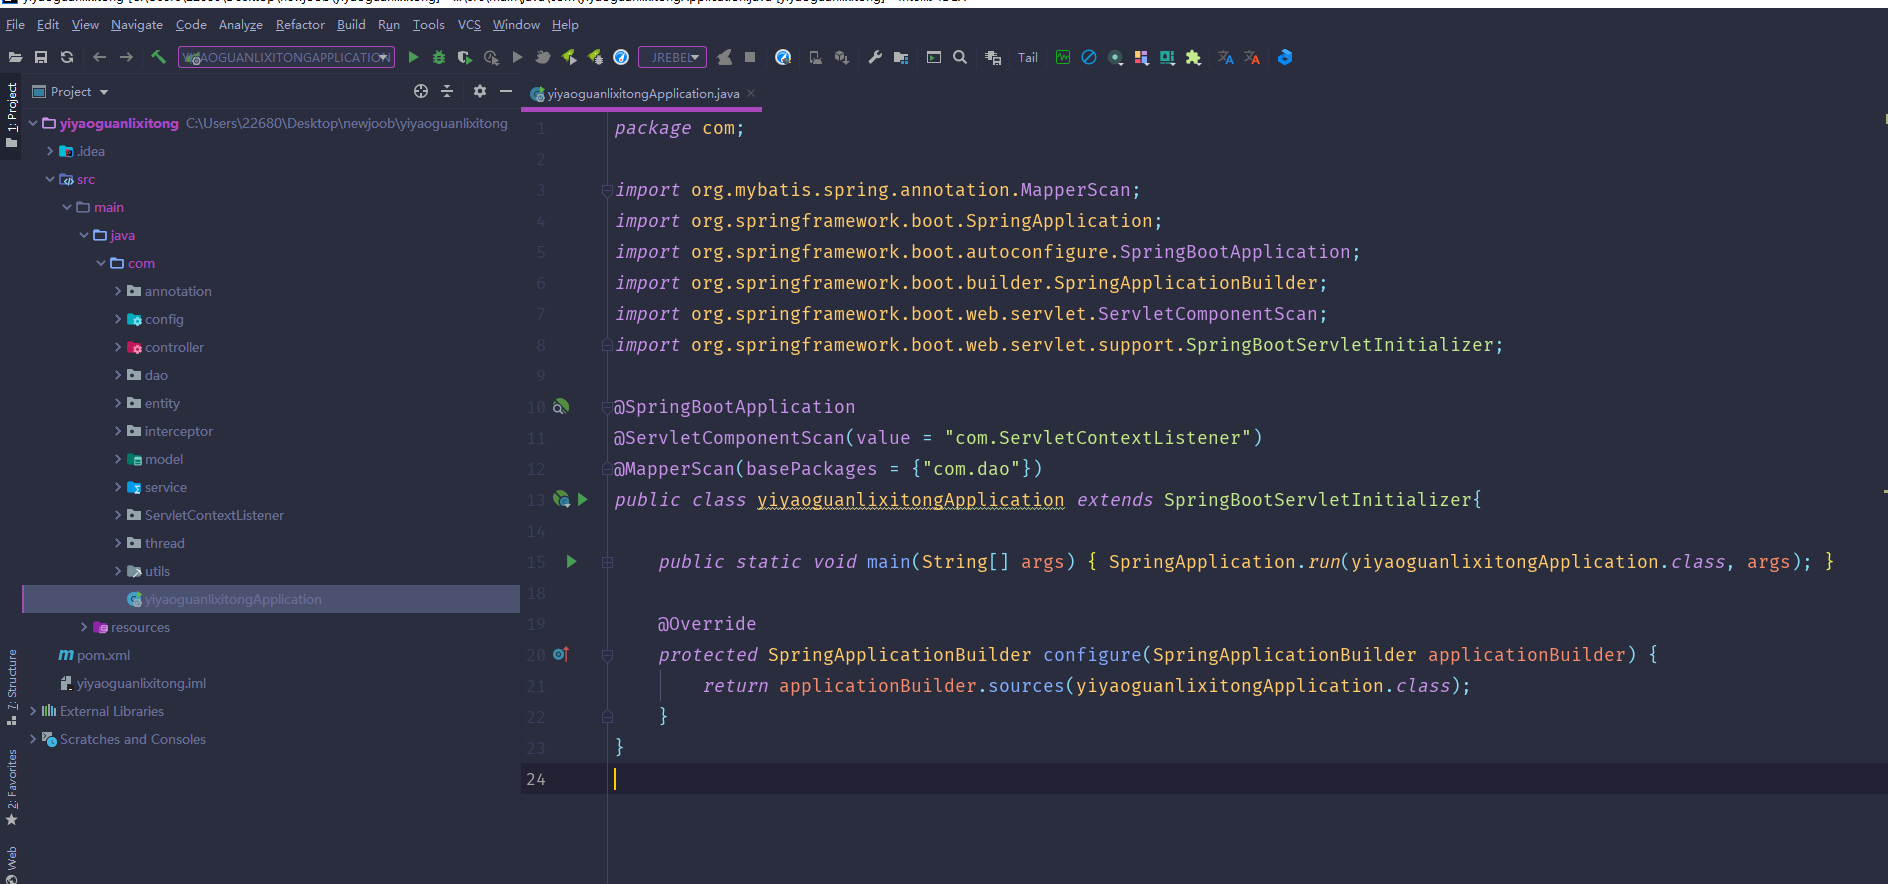 File Edit View Navigate Code Analyze Refactor Build Run Tools VCS Window Help
YIYAOGUANLIXITONGAPPLICATION JREBEL Tail
Project
yiyaoguanlixitongApplication.java
1: Project
7: Structure
2: Favorites
Web
yiyaoguanlixitong C:\Users\22680\Desktop\newjoob\yiyaoguanlixitong
.idea
src
main
java
com
annotation
config
controller
dao
entity
interceptor
model
service
ServletContextListener
thread
utils
yiyaoguanlixitongApplication
resources
pom.xml
yiyaoguanlixitong.iml
External Libraries
Scratches and Consoles
1 package com;
2
3 import org.mybatis.spring.annotation.MapperScan;
4 import org.springframework.boot.SpringApplication;
5 import org.springframework.boot.autoconfigure.SpringBootApplication;
6 import org.springframework.boot.builder.SpringApplicationBuilder;
7 import org.springframework.boot.web.servlet.ServletComponentScan;
8 import org.springframework.boot.web.servlet.support.SpringBootServletInitializer;
9
10 @SpringBootApplication
11 @ServletComponentScan(value = "com.ServletContextListener")
12 @MapperScan(basePackages = {"com.dao"})
13 public class yiyaoguanlixitongApplication extends SpringBootServletInitializer{
14
15 public static void main(String[] args) { SpringApplication.run(yiyaoguanlixitongApplication.class, args); }
18
19 @Override
20 protected SpringApplicationBuilder configure(SpringApplicationBuilder applicationBuilder) {
21 return applicationBuilder.sources(yiyaoguanlixitongApplication.class);
22 }
23 }
24